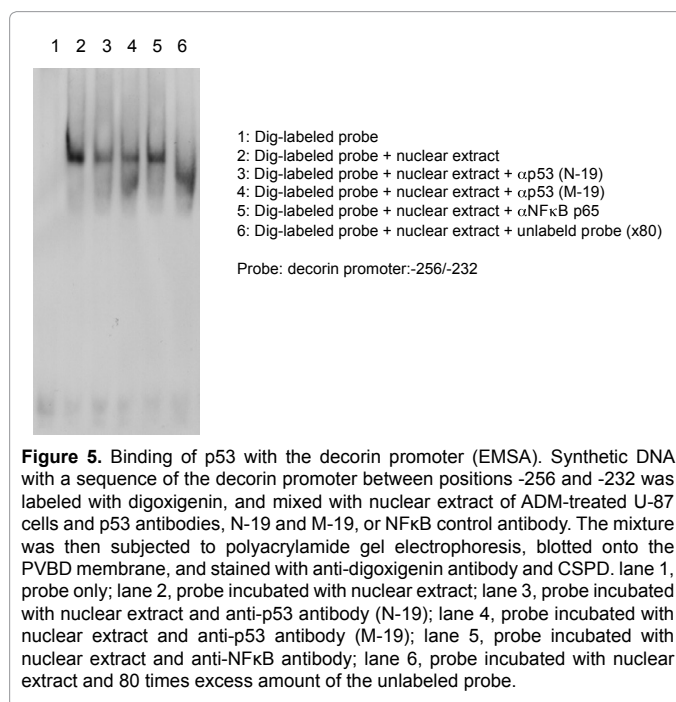 1 2 3 4 5 6
1: Dig-labeled probe
2: Dig-labeled probe + nuclear extract
3: Dig-labeled probe + nuclear extract + αp53 (N-19)
4: Dig-labeled probe + nuclear extract + αp53 (M-19)
5: Dig-labeled probe + nuclear extract + αNFκB p65
6: Dig-labeled probe + nuclear extract + unlabeld probe (x80)
Probe: decorin promoter:-256/-232
Figure 5. Binding of p53 with the decorin promoter (EMSA). Synthetic DNA
with a sequence of the decorin promoter between positions -256 and -232 was
labeled with digoxigenin, and mixed with nuclear extract of ADM-treated U-87
cells and p53 antibodies, N-19 and M-19, or NFκB control antibody. The mixture
was then subjected to polyacrylamide gel electrophoresis, blotted onto the
PVBD membrane, and stained with anti-digoxigenin antibody and CSPD. lane 1,
probe only; lane 2, probe incubated with nuclear extract; lane 3, probe incubated
with nuclear extract and anti-p53 antibody (N-19); lane 4, probe incubated with
nuclear extract and anti-p53 antibody (M-19); lane 5, probe incubated with
nuclear extract and anti-NFκB antibody; lane 6, probe incubated with nuclear
extract and 80 times excess amount of the unlabeled probe.